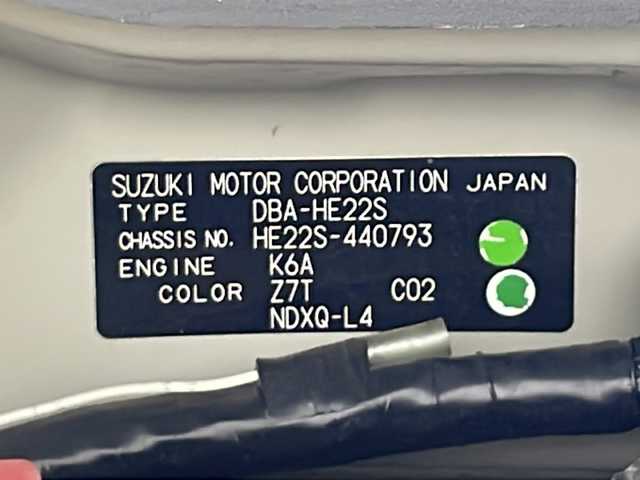 SUZUKI MOTOR CORPORATION JAPAN
TYPE DBA-HE22S
CHASSIS NO. HE22S-440793
ENGINE K6A
COLOR Z7T C02
NDXQ-L4